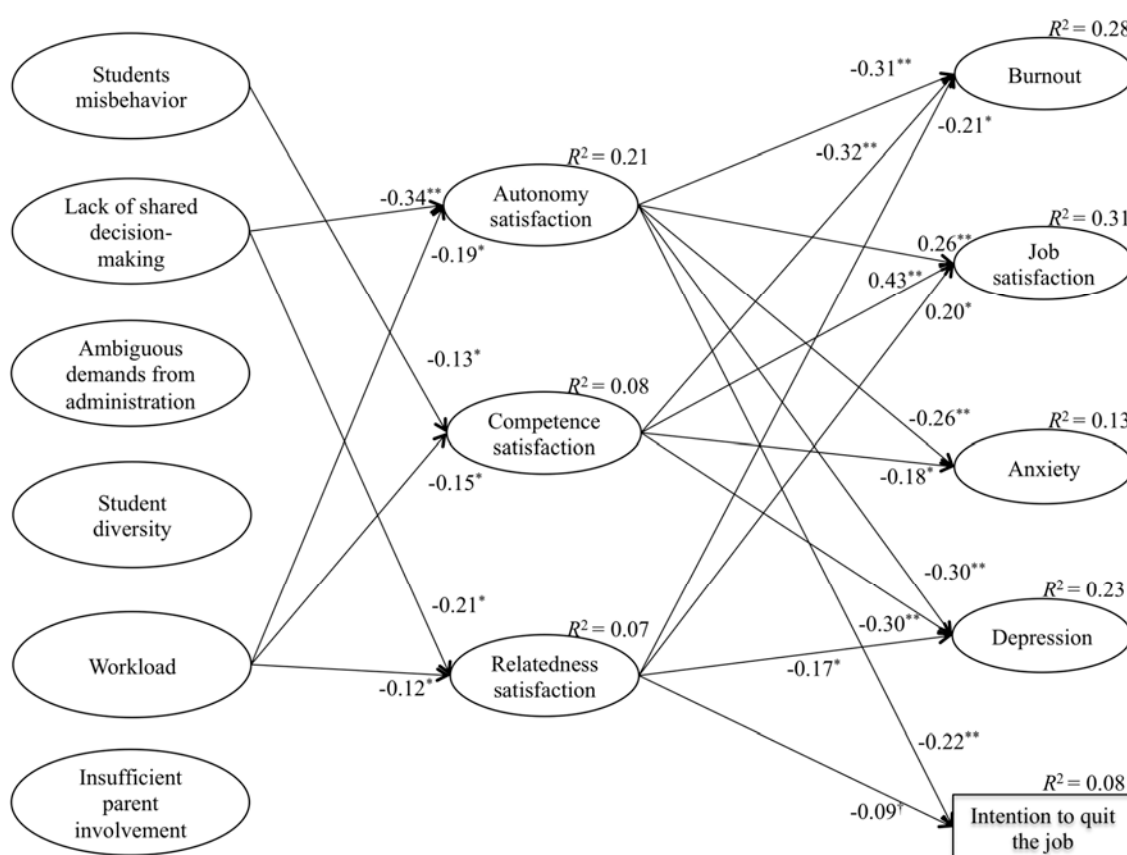 Students
misbehavior
Lack of shared
decision-
making
Ambiguous
demands from
administration
Student
diversity
Workload
Insufficient
parent
involvement
-0.34**
-0.19*
-0.13*
-0.15*
-0.21*
-0.12*
R² = 0.21
Autonomy
satisfaction
R² = 0.08
Competence
satisfaction
R² = 0.07
Relatedness
satisfaction
-0.31**
-0.32**
-0.21*
0.26**
0.43**
0.20*
-0.26**
-0.18*
-0.30**
-0.30**
-0.17*
-0.22**
-0.09†
R² = 0.28
Burnout
R² = 0.31
Job
satisfaction
R² = 0.13
Anxiety
R² = 0.23
Depression
R² = 0.08
Intention to quit
the job